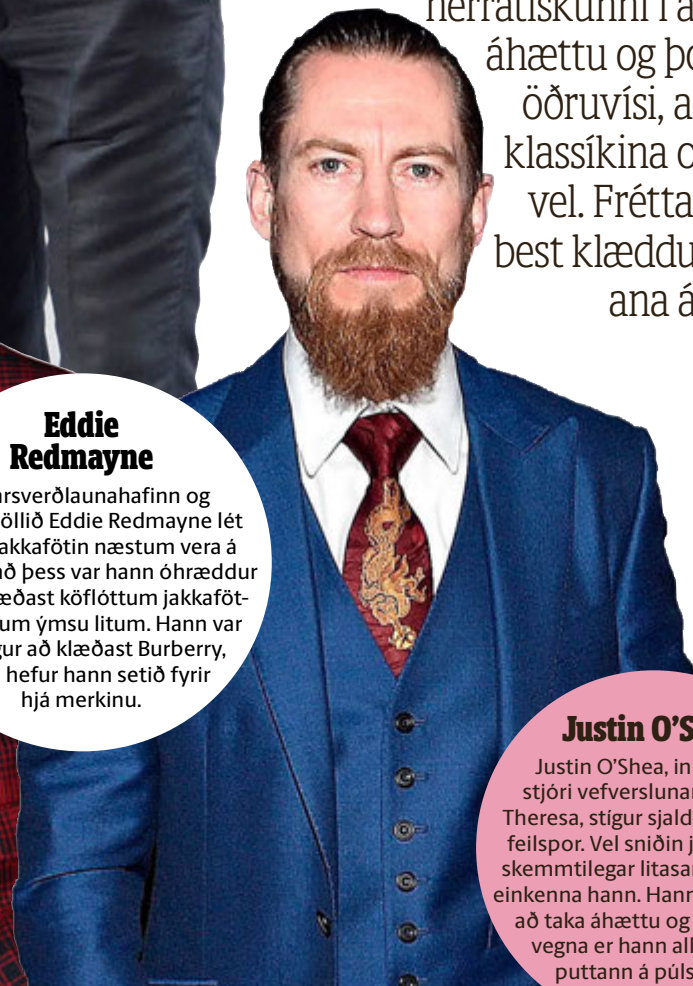 herratískunni í á
áhættu og þo
öðruvísi, a
klassíkina o
vel. Frétta
best klæddu
ana á
Eddie
Redmayne
arsverðlaunahafinn og
öllið Eddie Redmayne lét
akkafötin næstum vera á
að þess var hann óhræddur
æðast köflóttum jakkaföt-
um ýmsu litum. Hann var
gur að klæðast Burberry,
hefur hann setið fyrir
hjá merkinu.
Justin O’S
Justin O’Shea, in
stjóri vefverslunar
Theresa, stígur sjald
feilspor. Vel sniðin j
skemmtilegar litasa
einkenna hann. Hann
að taka áhættu og
vegna er hann all
puttann á púls